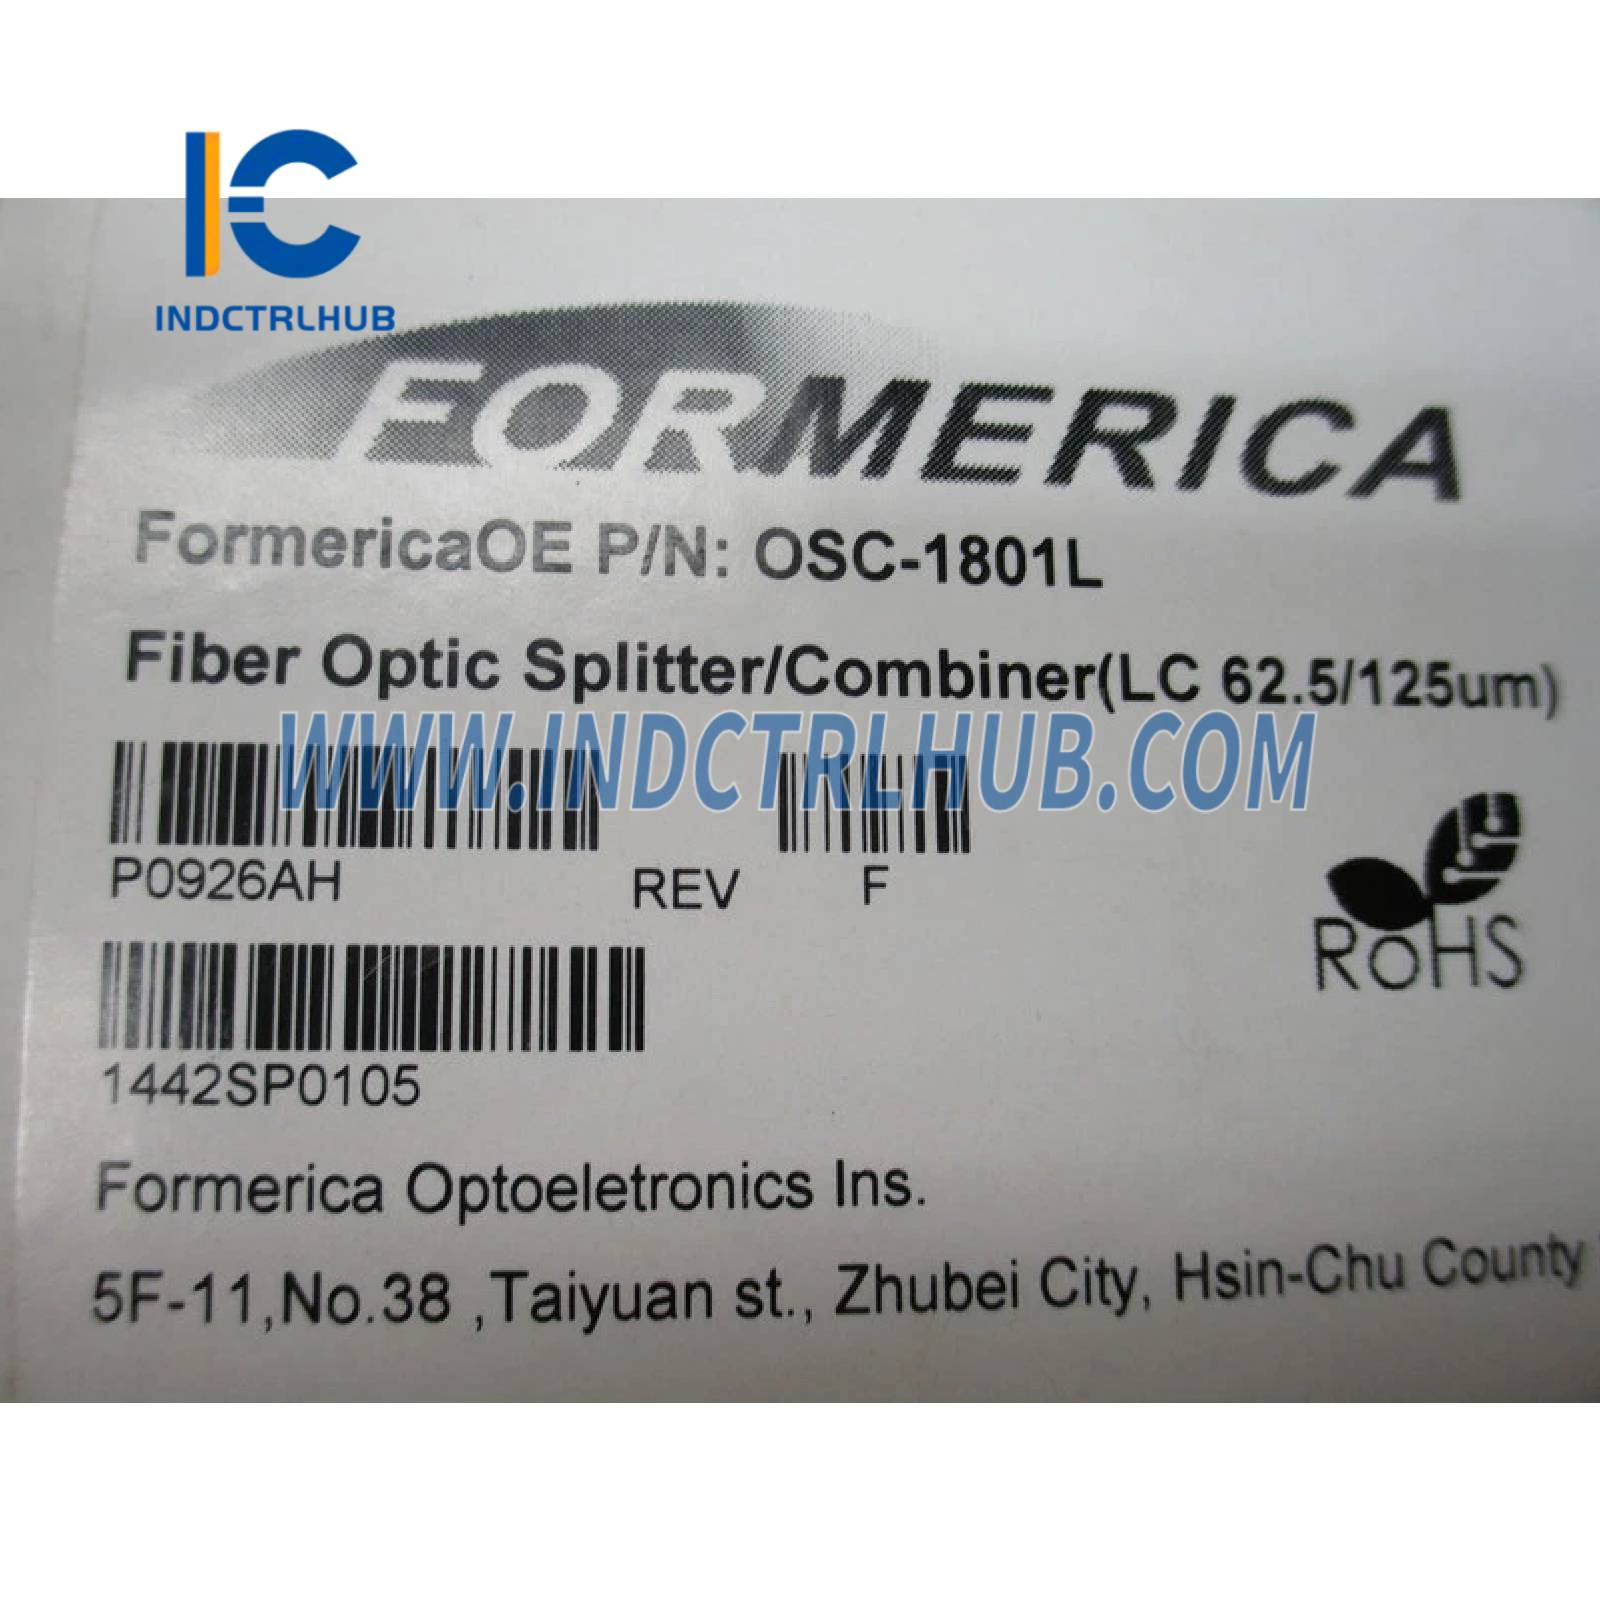 IC
INDCTRLHUB
FORMERICA
FormericaOE P/N: OSC-1801L
Fiber Optic Splitter/Combiner(LC 62.5/125um)
WWW.INDCTRLHUB.COM
P0926AH REV F
RoHS
1442SP0105
Formerica Optoeletronics Ins.
5F-11,No.38 ,Taiyuan st., Zhubei City, Hsin-Chu County